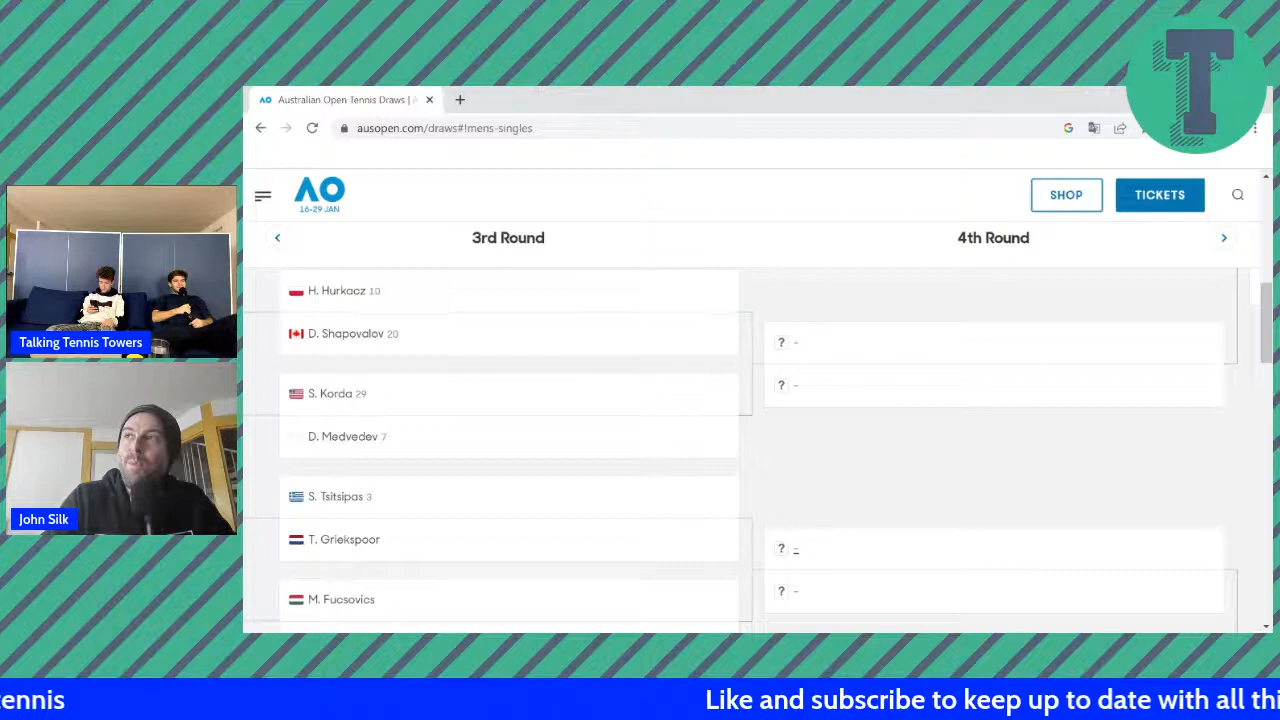 Australian Open Tennis Draws |
ausopen.com/draws#!mens-singles
AO
16-29 JAN
SHOP
TICKETS
3rd Round
4th Round
H. Hurkacz 10
D. Shapovalov 20
? -
S. Korda 29
? -
D. Medvedev 7
S. Tsitsipas 3
T. Griekspoor
? -
M. Fucsovics
? -
T
Talking Tennis Towers
John Silk
tennis
Like and subscribe to keep up to date with all thi